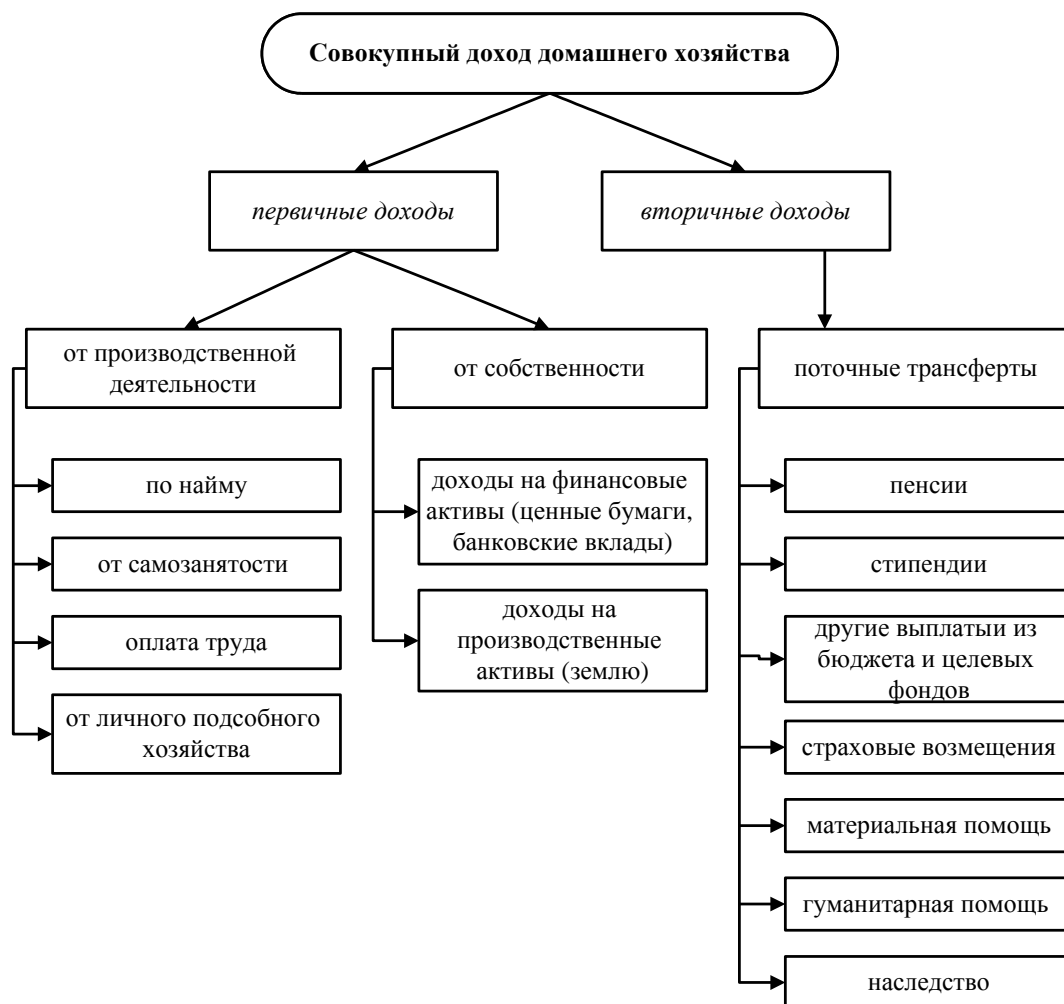 Совокупный доход домашнего хозяйства
первичные доходы
вторичные доходы
от производственной
деятельности
от собственности
поточные трансферты
по найму
от самозанятости
оплата труда
от личного подсобного
хозяйства
доходы на финансовые
активы (ценные бумаги,
банковские вклады)
доходы на
производственные
активы (землю)
пенсии
стипендии
другие выплатыи из
бюджета и целевых
фондов
страховые возмещения
материальная помощь
гуманитарная помощь
наследство